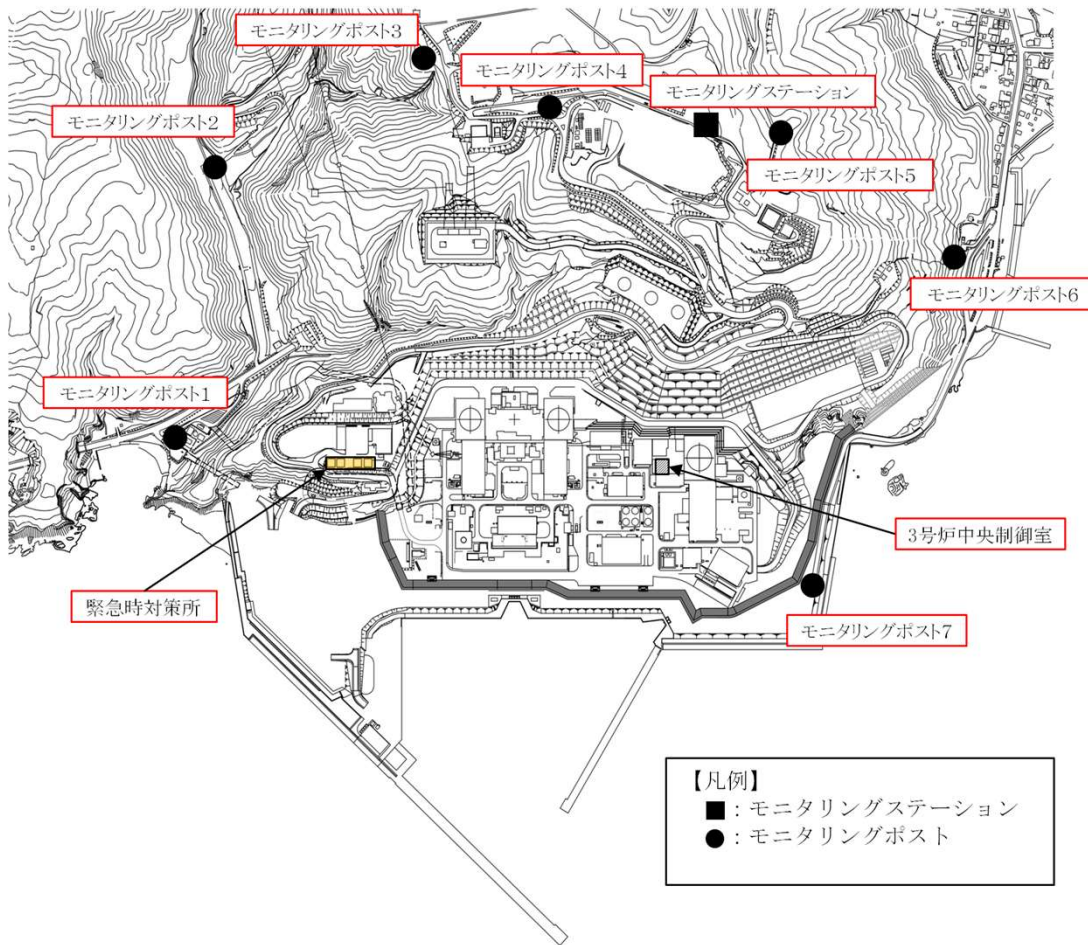 モニタリングポスト3
モニタリングポスト4
モニタリングステーション
モニタリングポスト2
モニタリングポスト5
モニタリングポスト6
モニタリングポスト1
3号炉中央制御室
緊急時対策所
モニタリングポスト7
【凡例】
■：モニタリングステーション
●：モニタリングポスト